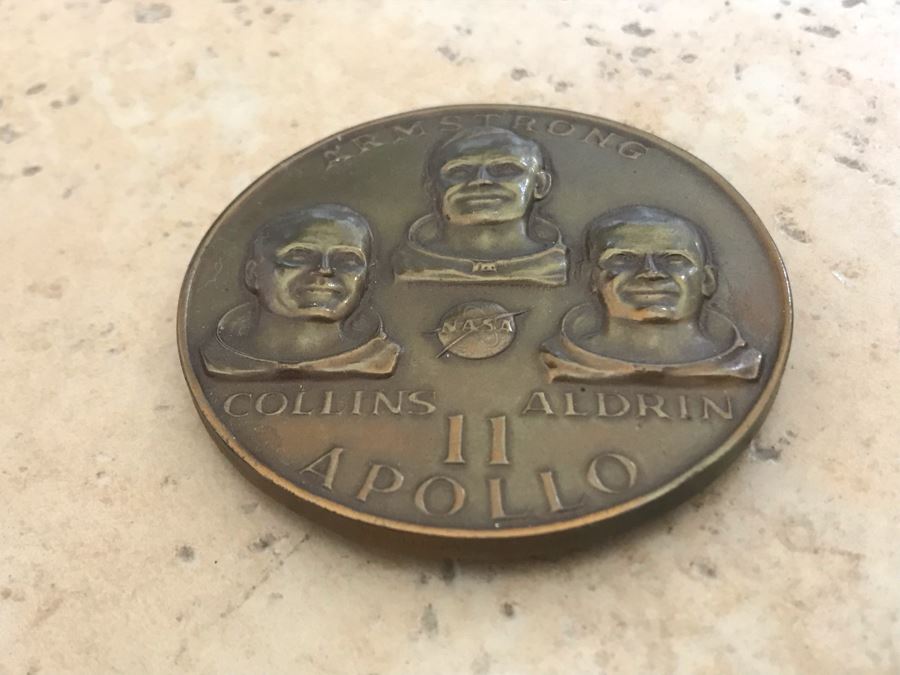 ARMSTRONG
NASA
COLLINS ALDRIN
11
APOLLO